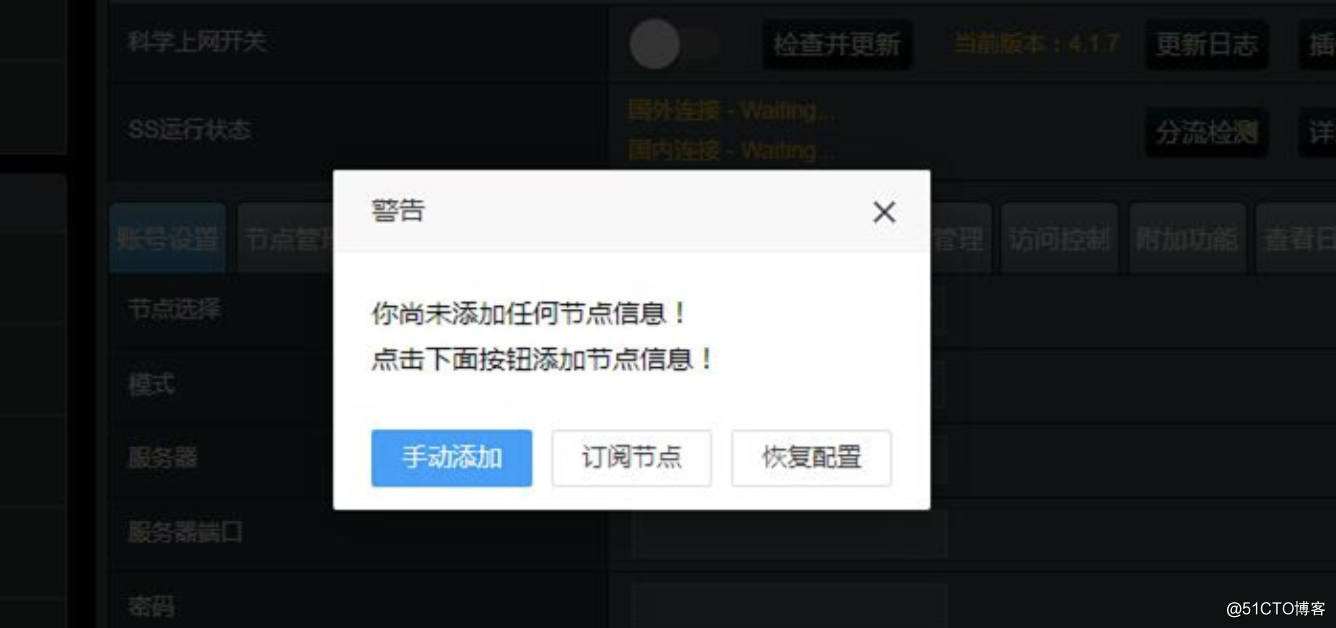 科学上网开关
检查并更新
当前版本：4.1.7
更新日志
插
SS运行状态
国外连接 - Waiting...
国内连接 - Waiting...
分流检测
详
警告
账号设置
节点管理
管理
访问控制
附加功能
查看日
节点选择
你尚未添加任何节点信息！
点击下面按钮添加节点信息！
模式
服务器
手动添加
订阅节点
恢复配置
服务器端口
密码
@51CTO博客